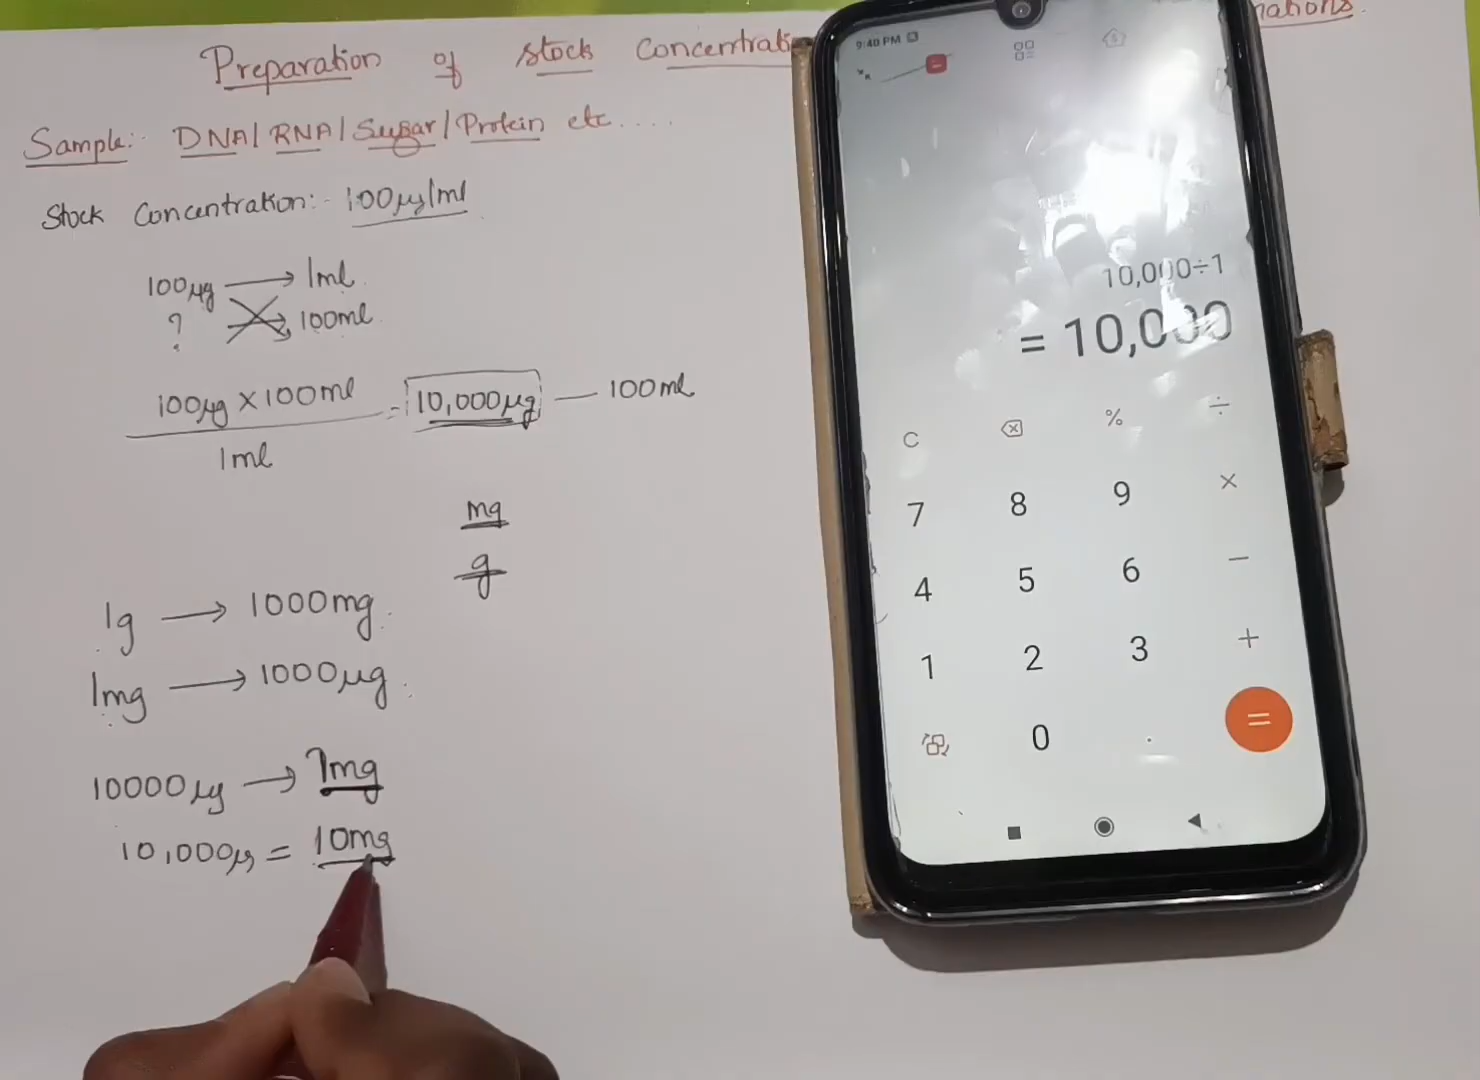 Preparation of Stock Concentrati
nations.
Sample:- DNA/RNA/Sugar/Protein etc.....
Stock Concentration:- 100µg/ml
100µg → 1ml
? 100ml
100µg × 100ml
1ml
= 10,000µg — 100ml
mg
g
1g → 1000mg.
1mg → 1000µg.
10000µg → ?mg
10,000µg = 10mg
9:40 PM
10,000÷1
= 10,000
C % ÷
7 8 9 ×
4 5 6 −
1 2 3 +
0 . =